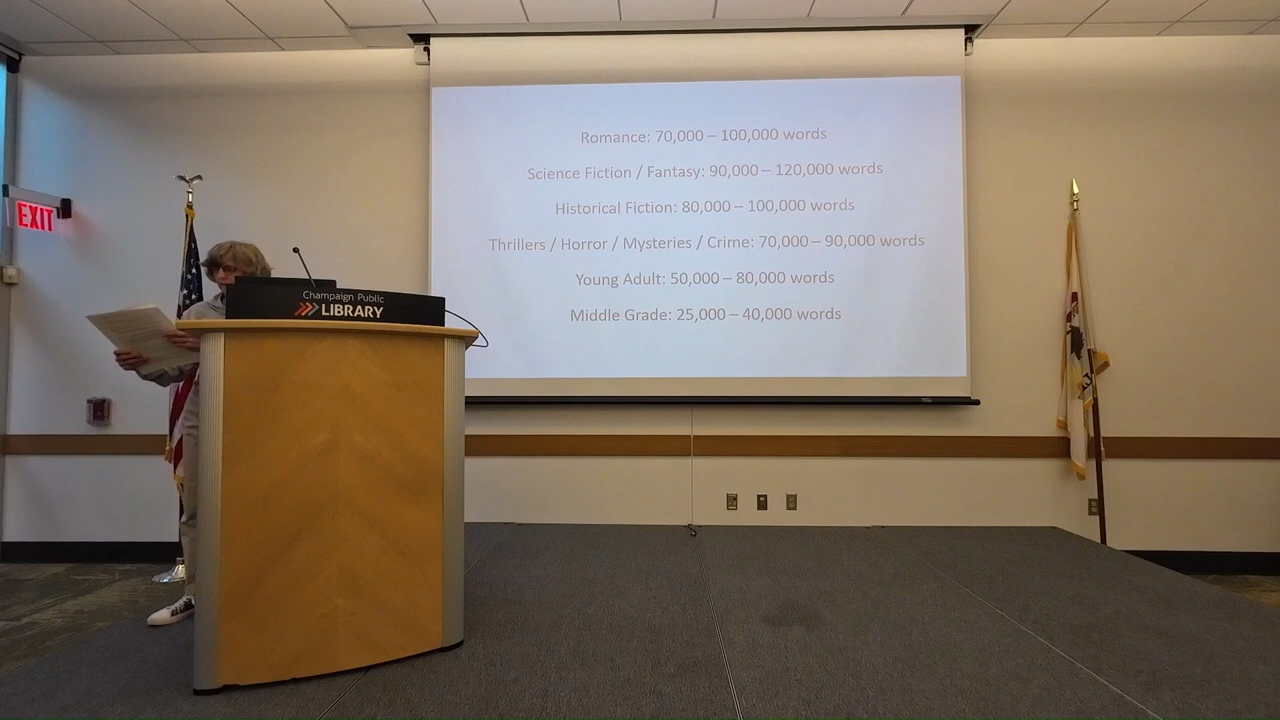 Romance: 70,000 – 100,000 words
Science Fiction / Fantasy: 90,000 – 120,000 words
Historical Fiction: 80,000 – 100,000 words
Thrillers / Horror / Mysteries / Crime: 70,000 – 90,000 words
Young Adult: 50,000 – 80,000 words
Middle Grade: 25,000 – 40,000 words
EXIT
Champaign Public
LIBRARY